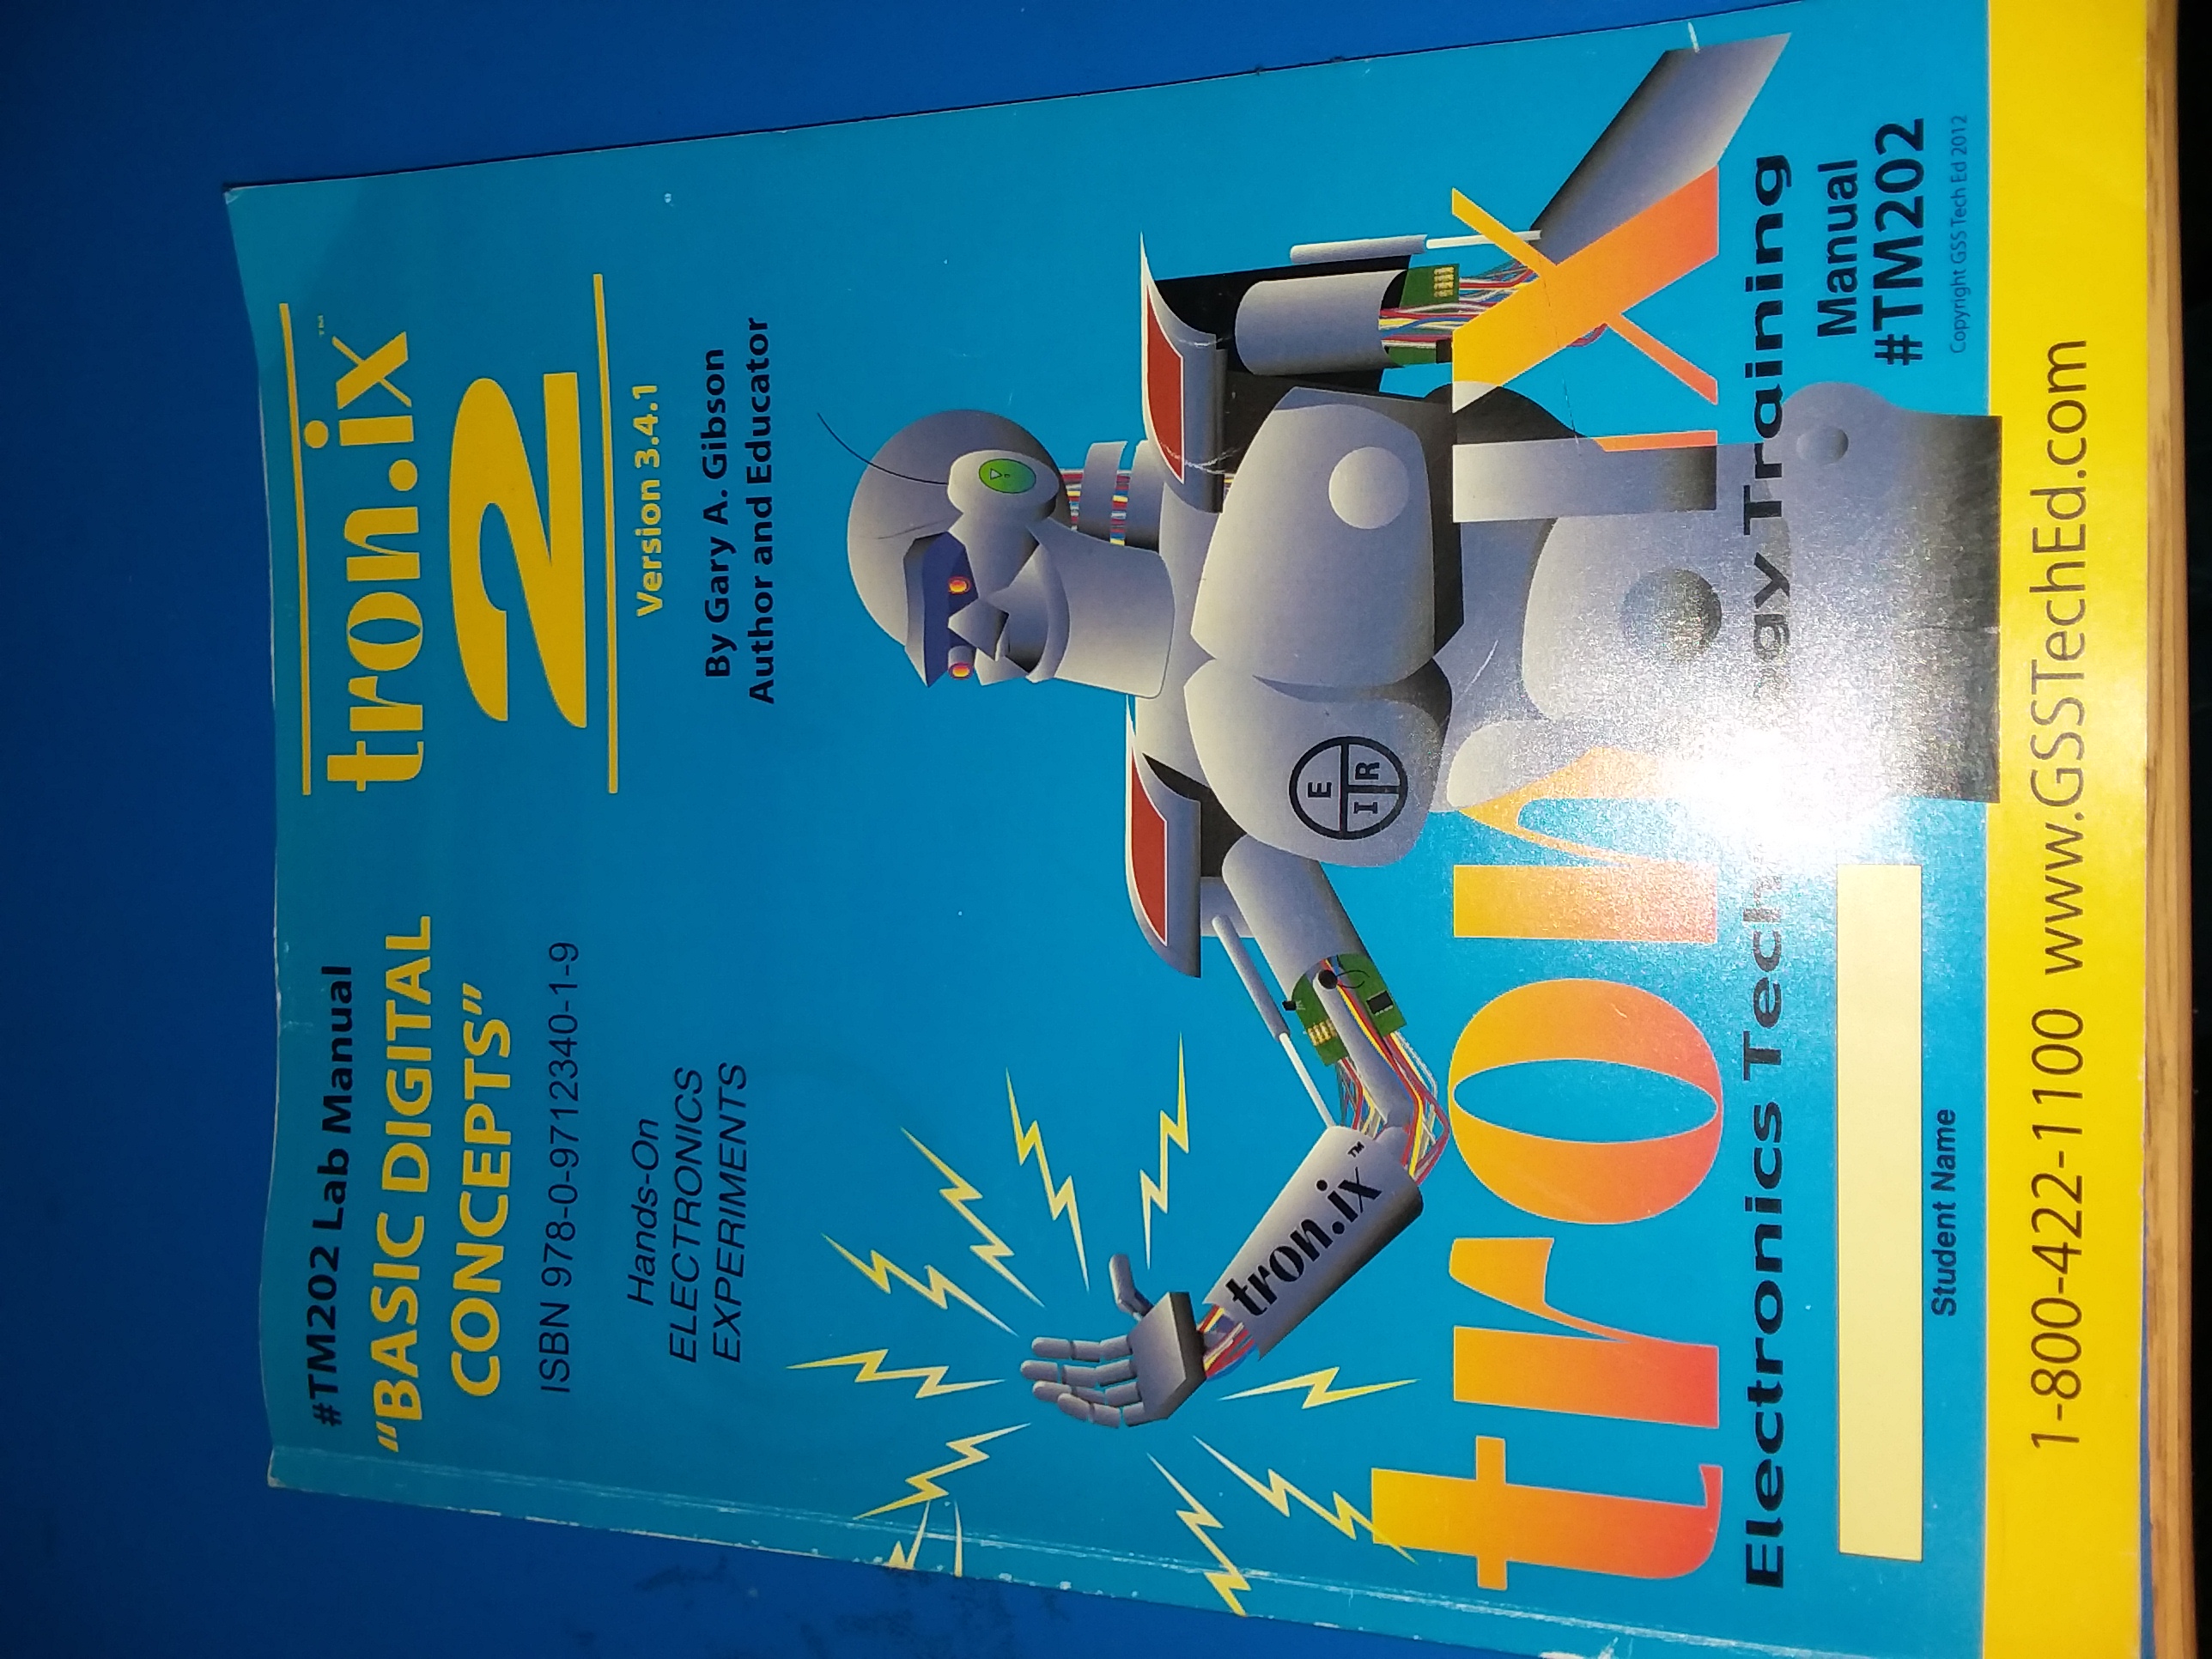 #TM202 Lab Manual
"BASIC DIGITAL
CONCEPTS"
ISBN 978-0-9712340-1-9
Hands-On
ELECTRONICS
EXPERIMENTS
tron.ix™
2
Version 3.4.1
By Gary A. Gibson
Author and Educator
tron.ix™
E
I R
tron.ix
Electronics Technology Training
Student Name
Manual
#TM202
Copyright GSS Tech Ed 2012
1-800-422-1100 www.GSSTechEd.com